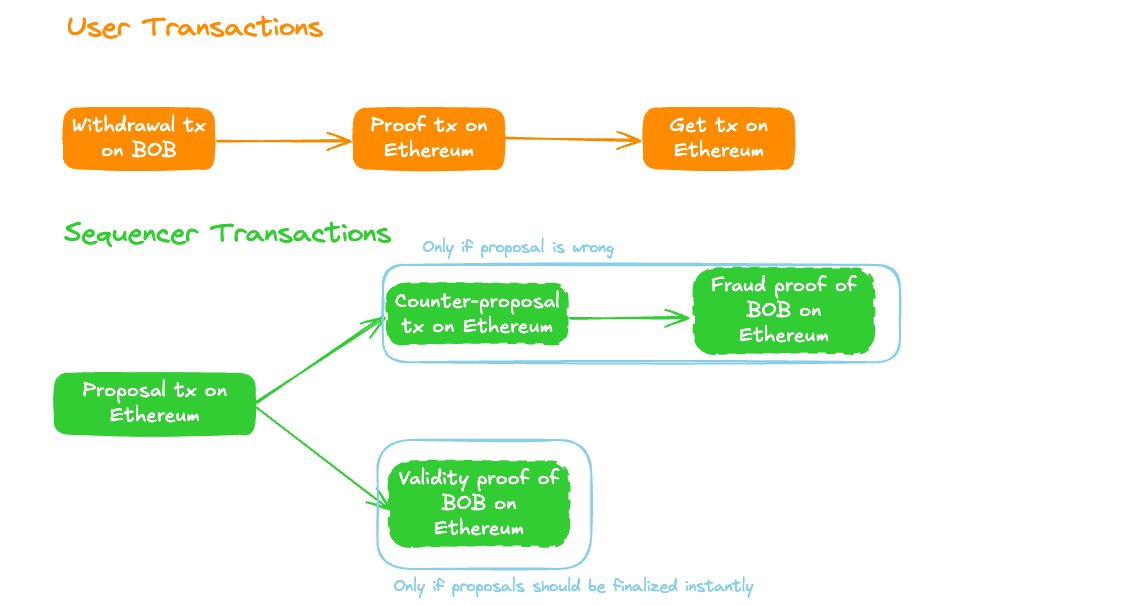 User Transactions
Withdrawal tx
on BOB
Proof tx on
Ethereum
Get tx on
Ethereum
Sequencer Transactions
Only if proposal is wrong
Counter-proposal
tx on Ethereum
Fraud proof of
BOB on
Ethereum
Proposal tx on
Ethereum
Validity proof of
BOB on
Ethereum
Only if proposals should be finalized instantly